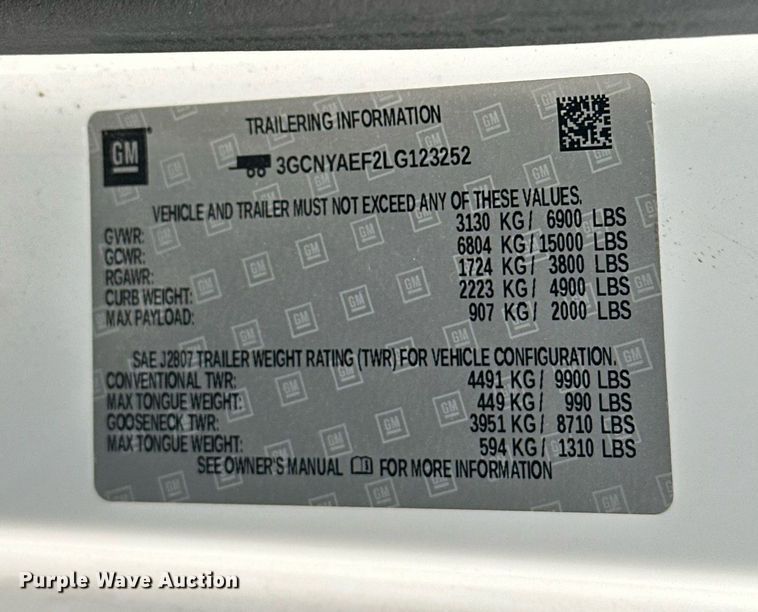 GM
TRAILERING INFORMATION
3GCNYAEF2LG123252
VEHICLE AND TRAILER MUST NOT EXCEED ANY OF THESE VALUES.
GVWR: 3130 KG/ 6900 LBS
GCWR: 6804 KG/15000 LBS
RGAWR: 1724 KG/ 3800 LBS
CURB WEIGHT: 2223 KG/ 4900 LBS
MAX PAYLOAD: 907 KG/ 2000 LBS
SAE J2807 TRAILER WEIGHT RATING (TWR) FOR VEHICLE CONFIGURATION.
CONVENTIONAL TWR: 4491 KG/ 9900 LBS
MAX TONGUE WEIGHT: 449 KG/ 990 LBS
GOOSENECK TWR: 3951 KG/ 8710 LBS
MAX TONGUE WEIGHT: 594 KG/ 1310 LBS
SEE OWNER'S MANUAL FOR MORE INFORMATION
Purple Wave Auction